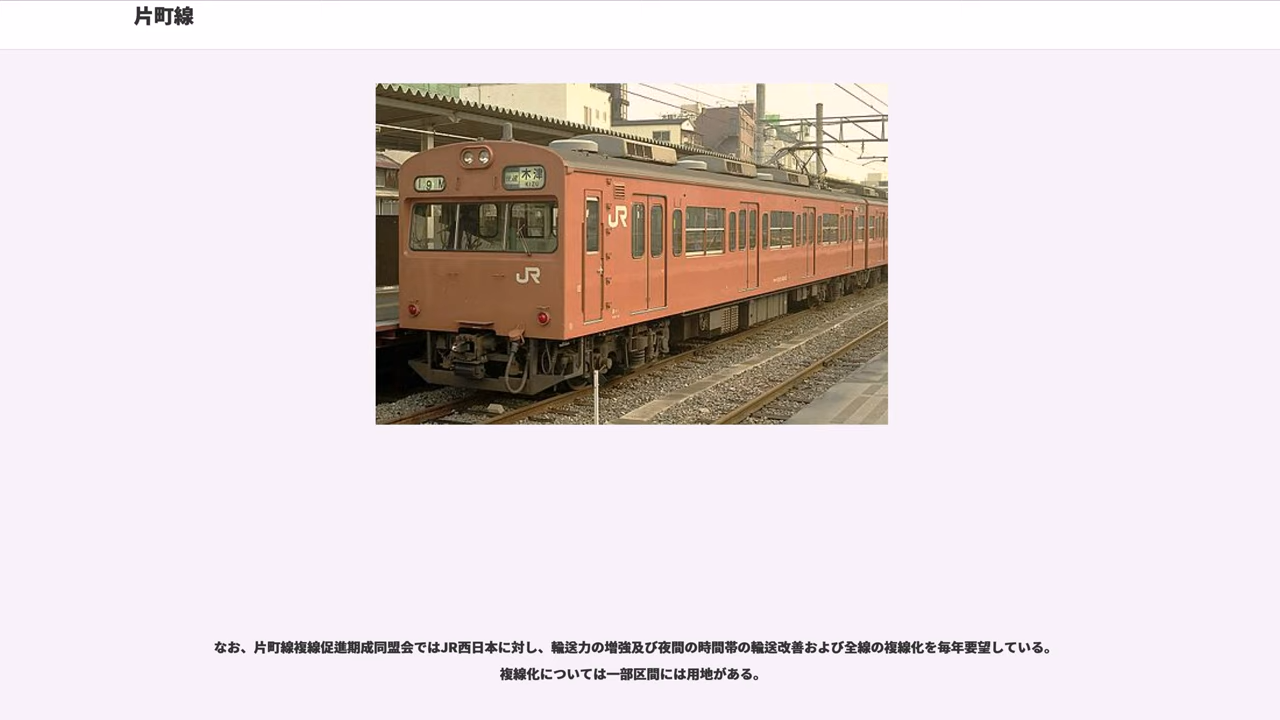 片町線
木津
KIZU
JR
JR
なお、片町線複線促進期成同盟会ではJR西日本に対し、輸送力の増強及び夜間の時間帯の輸送改善および全線の複線化を毎年要望している。
複線化については一部区間には用地がある。